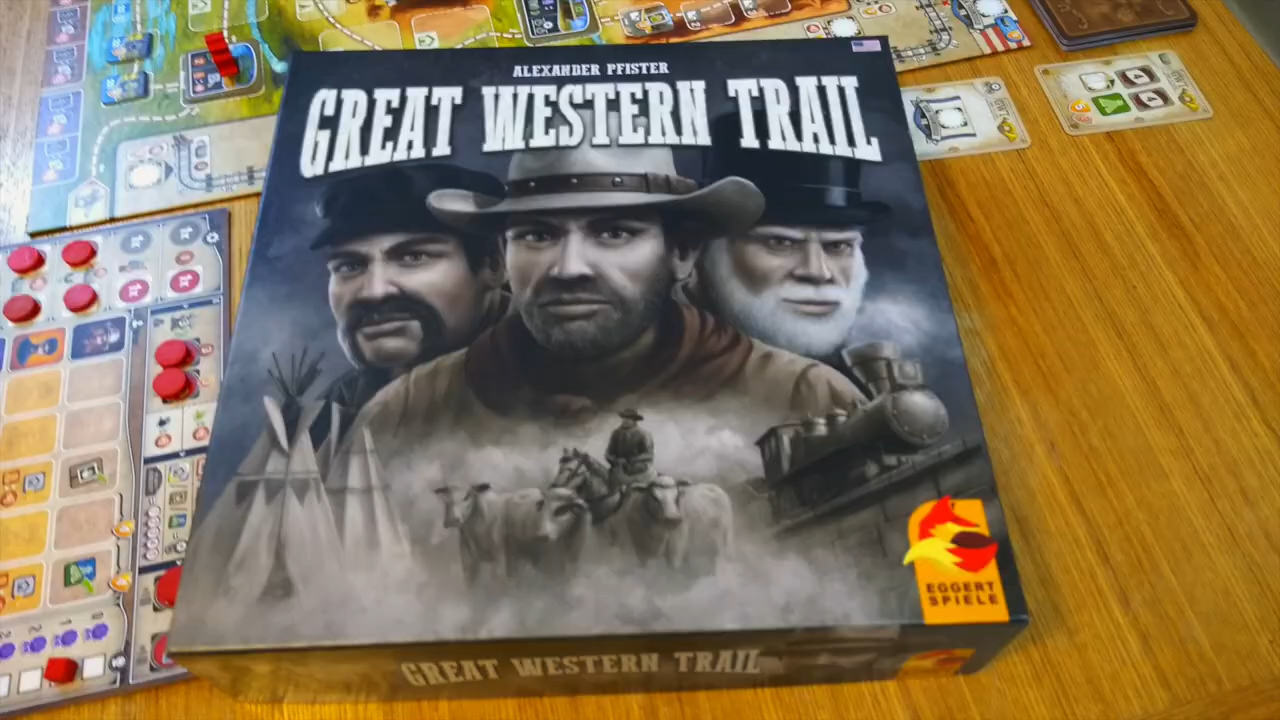 ALEXANDER PFISTER
GREAT WESTERN TRAIL
EGGERT
SPIELE
GREAT WESTERN TRAIL